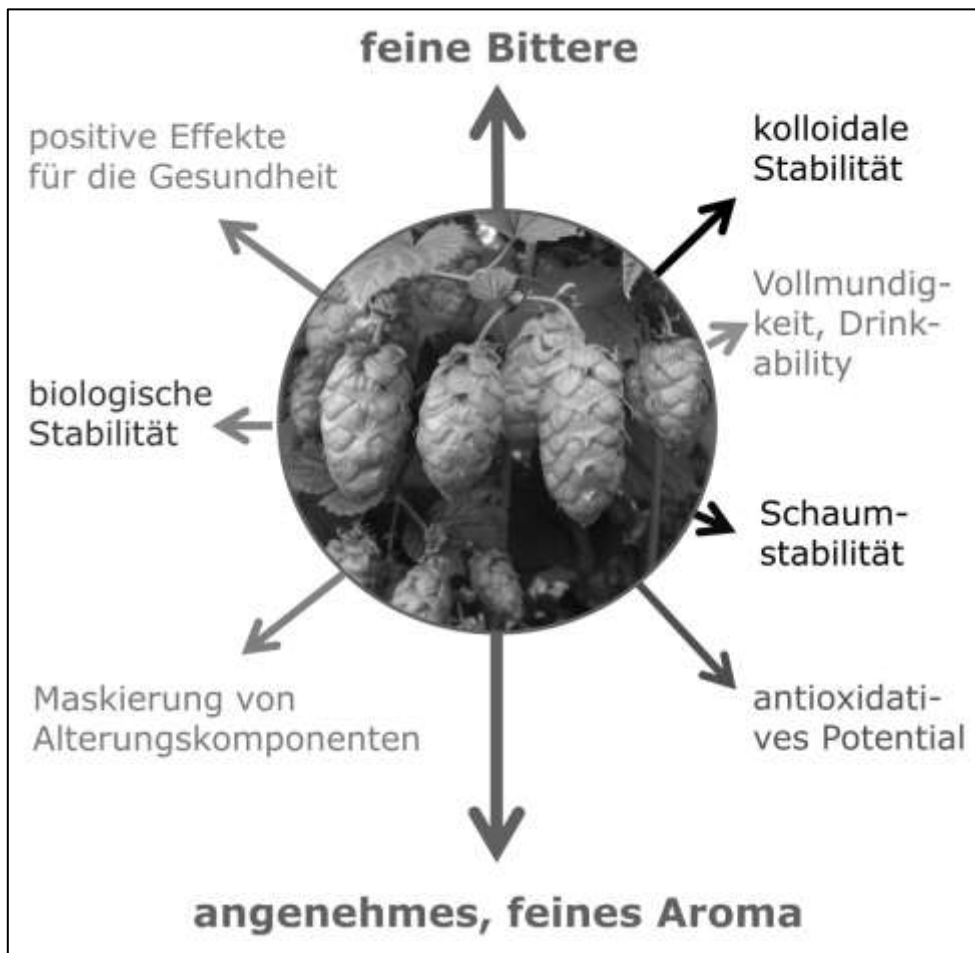 feine Bittere
positive Effekte
für die Gesundheit
kolloidale
Stabilität
Vollmundig-
keit, Drink-
ability
biologische
Stabilität
Schaum-
stabilität
Maskierung von
Alterungskomponenten
antioxidati-
ves Potential
angenehmes, feines Aroma